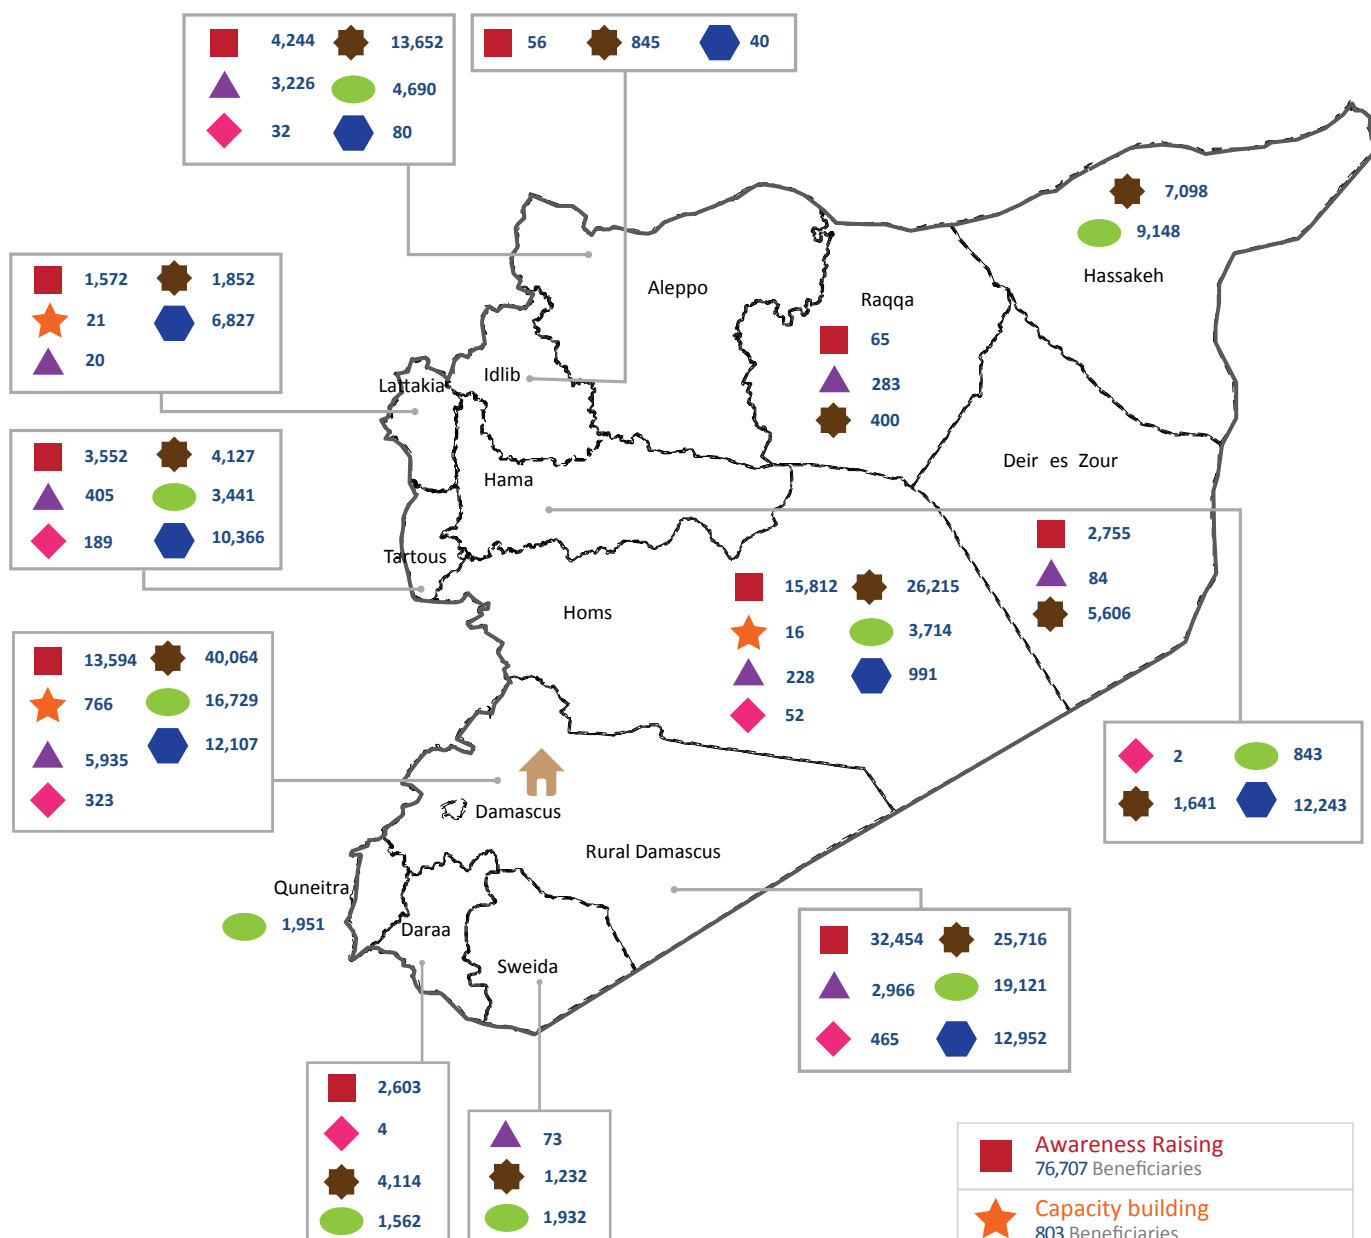 4,244 13,652
3,226 4,690
32 80
56 845 40
7,098
9,148
Hassakeh
Aleppo
Raqqa
65
283
400
1,572 1,852
21 6,827
20
Lattakia
Idlib
3,552 4,127
405 3,441
189 10,366
Hama
Deir es Zour
Tartous
2,755
84
5,606
Homs
15,812 26,215
16 3,714
228 991
52
13,594 40,064
766 16,729
5,935 12,107
323
2 843
1,641 12,243
Damascus
Rural Damascus
Quneitra
1,951
Daraa
Sweida
32,454 25,716
2,966 19,121
465 12,952
2,603
4
4,114
1,562
73
1,232
1,932
Awareness Raising
76,707 Beneficiaries
Capacity building
803 Beneficiaries